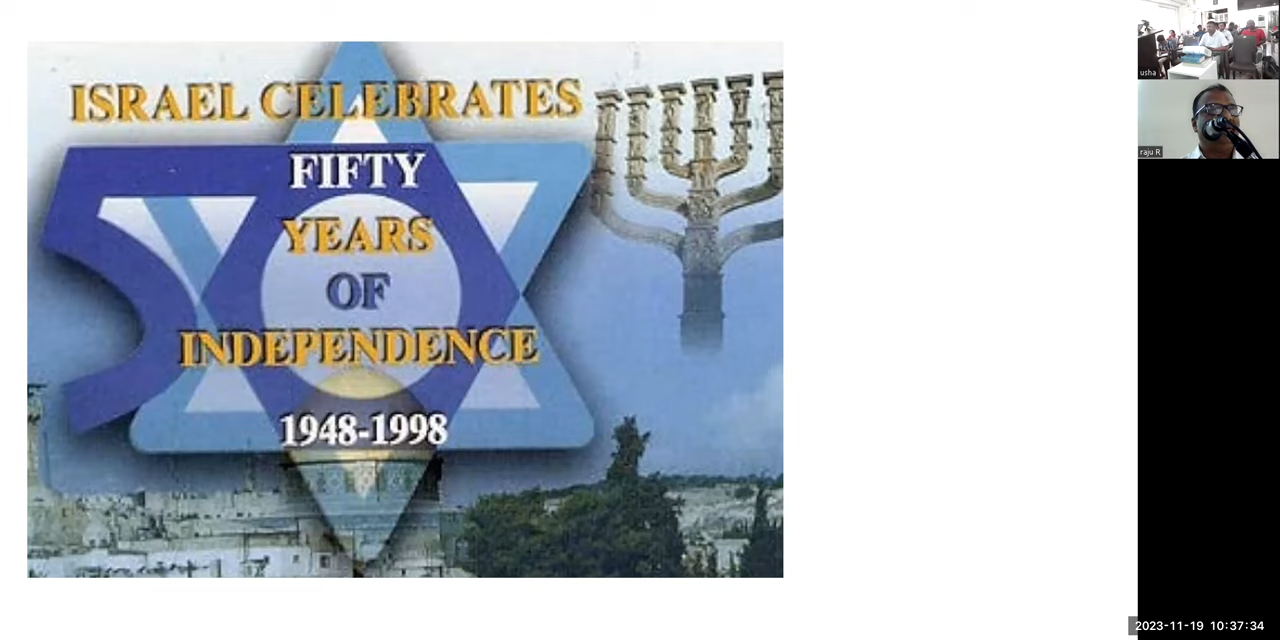 ISRAEL CELEBRATES
FIFTY
YEARS
OF
INDEPENDENCE
1948-1998
usha
raju R
2023-11-19 10:37:34